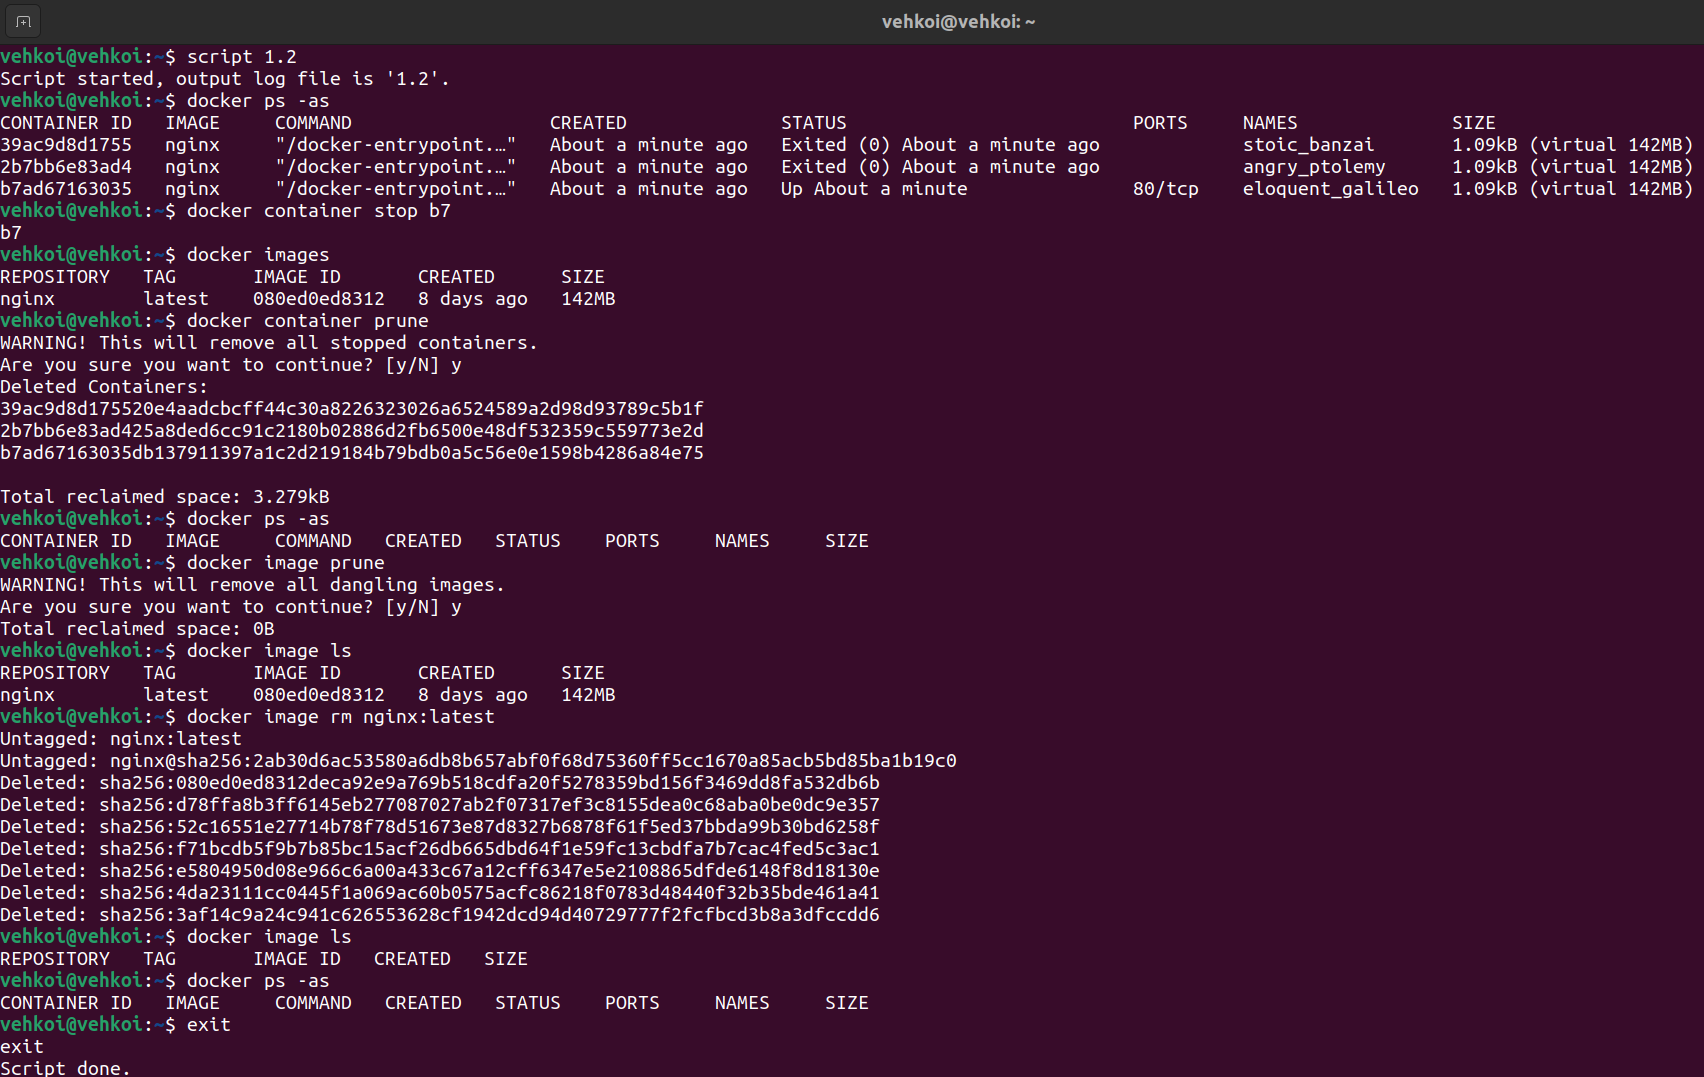 vehkoi@vehkoi: ~
vehkoi@vehkoi:~$ script 1.2
Script started, output log file is '1.2'.
vehkoi@vehkoi:~$ docker ps -as
CONTAINER ID   IMAGE     COMMAND                  CREATED              STATUS                          PORTS     NAMES              SIZE
39ac9d8d1755   nginx     "/docker-entrypoint.…"   About a minute ago   Exited (0) About a minute ago             stoic_banzai       1.09kB (virtual 142MB)
2b7bb6e83ad4   nginx     "/docker-entrypoint.…"   About a minute ago   Exited (0) About a minute ago             angry_ptolemy      1.09kB (virtual 142MB)
b7ad67163035   nginx     "/docker-entrypoint.…"   About a minute ago   Up About a minute               80/tcp    eloquent_galileo   1.09kB (virtual 142MB)
vehkoi@vehkoi:~$ docker container stop b7
b7
vehkoi@vehkoi:~$ docker images
REPOSITORY   TAG       IMAGE ID       CREATED      SIZE
nginx        latest    080ed0ed8312   8 days ago   142MB
vehkoi@vehkoi:~$ docker container prune
WARNING! This will remove all stopped containers.
Are you sure you want to continue? [y/N] y
Deleted Containers:
39ac9d8d175520e4aadcbcff44c30a8226323026a6524589a2d98d93789c5b1f
2b7bb6e83ad425a8ded6cc91c2180b02886d2fb6500e48df532359c559773e2d
b7ad67163035db137911397a1c2d219184b79bdb0a5c56e0e1598b4286a84e75
Total reclaimed space: 3.279kB
vehkoi@vehkoi:~$ docker ps -as
CONTAINER ID   IMAGE     COMMAND   CREATED   STATUS    PORTS     NAMES     SIZE
vehkoi@vehkoi:~$ docker image prune
WARNING! This will remove all dangling images.
Are you sure you want to continue? [y/N] y
Total reclaimed space: 0B
vehkoi@vehkoi:~$ docker image ls
REPOSITORY   TAG       IMAGE ID       CREATED      SIZE
nginx        latest    080ed0ed8312   8 days ago   142MB
vehkoi@vehkoi:~$ docker image rm nginx:latest
Untagged: nginx:latest
Untagged: nginx@sha256:2ab30d6ac53580a6db8b657abf0f68d75360ff5cc1670a85acb5bd85ba1b19c0
Deleted: sha256:080ed0ed8312deca92e9a769b518cdfa20f5278359bd156f3469dd8fa532db6b
Deleted: sha256:d78ffa8b3ff6145eb277087027ab2f07317ef3c8155dea0c68aba0be0dc9e357
Deleted: sha256:52c16551e27714b78f78d51673e87d8327b6878f61f5ed37bbda99b30bd6258f
Deleted: sha256:f71bcdb5f9b7b85bc15acf26db665dbd64f1e59fc13cbdfa7b7cac4fed5c3ac1
Deleted: sha256:e5804950d08e966c6a00a433c67a12cff6347e5e2108865dfde6148f8d18130e
Deleted: sha256:4da23111cc0445f1a069ac60b0575acfc86218f0783d48440f32b35bde461a41
Deleted: sha256:3af14c9a24c941c626553628cf1942dcd94d40729777f2fcfbcd3b8a3dfccdd6
vehkoi@vehkoi:~$ docker image ls
REPOSITORY   TAG       IMAGE ID   CREATED   SIZE
vehkoi@vehkoi:~$ docker ps -as
CONTAINER ID   IMAGE     COMMAND   CREATED   STATUS    PORTS     NAMES     SIZE
vehkoi@vehkoi:~$ exit
exit
Script done.